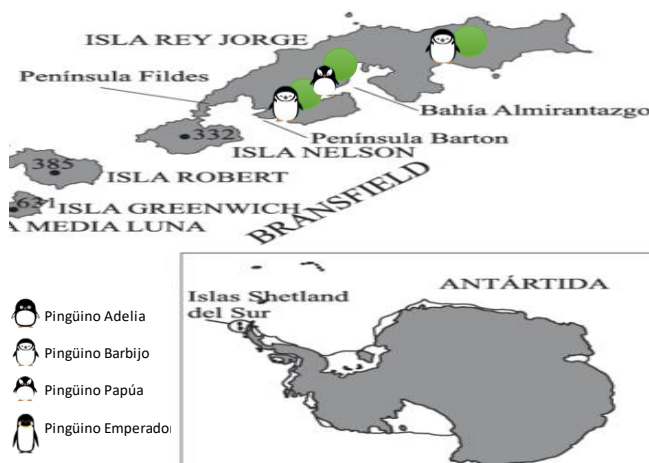 ISLA REY JORGE
Península Fildes
Bahía Almirantazgo
Península Barton
332
ISLA NELSON
385
ISLA ROBERT
631
ISLA GREENWICH
A MEDIA LUNA
BRANSFIELD
ANTÁRTIDA
Islas Shetland
del Sur
Pingüino Adelia
Pingüino Barbijo
Pingüino Papúa
Pingüino Emperador